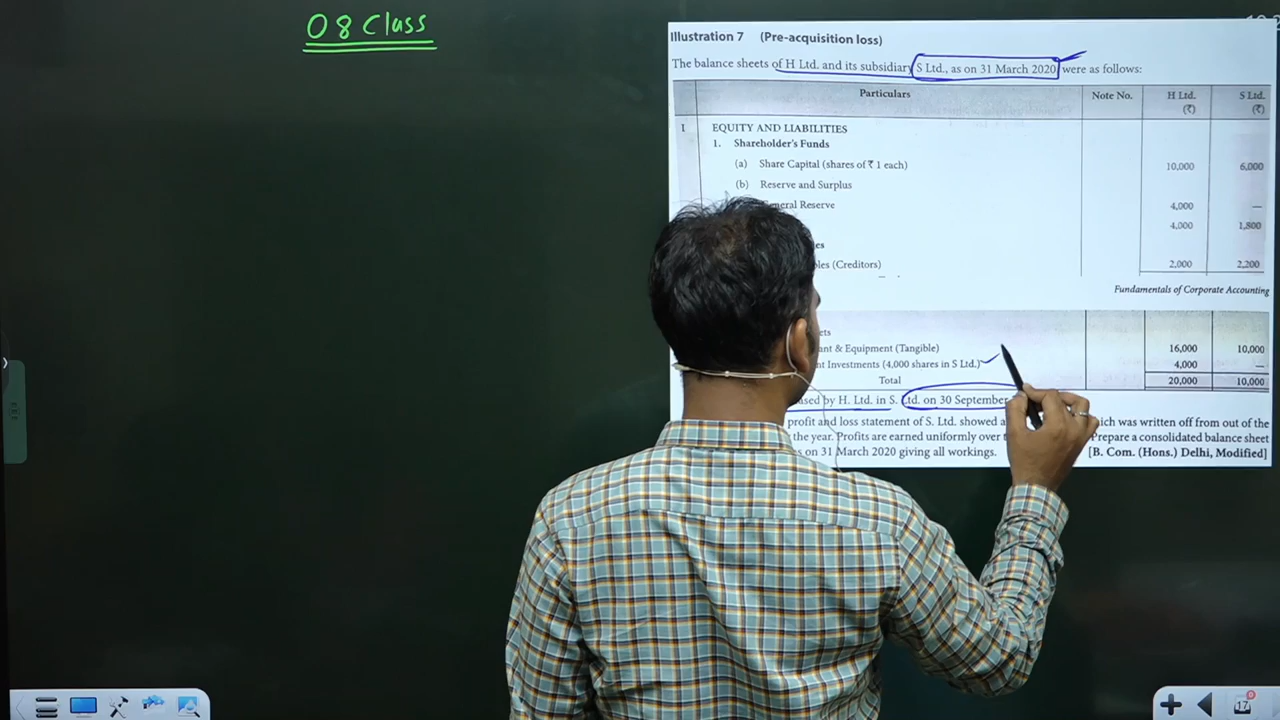 08 Class
Illustration 7 (Pre-acquisition loss)
The balance sheets of H Ltd. and its subsidiary S Ltd., as on 31 March 2020 were as follows:
Particulars Note No. H Ltd. (₹) S Ltd. (₹)
I EQUITY AND LIABILITIES
1. Shareholder's Funds
(a) Share Capital (shares of ₹ 1 each) 10,000 6,000
(b) Reserve and Surplus
General Reserve 4,000 —
4,000 1,800
(Creditors) 2,000 2,200
Fundamentals of Corporate Accounting
& Equipment (Tangible) 16,000 10,000
Investments (4,000 shares in S Ltd.) 4,000 —
Total 20,000 10,000
by H. Ltd. in S. Ltd. on 30 September
profit and loss statement of S. Ltd. showed a which was written off from out of the
the year. Profits are earned uniformly over Prepare a consolidated balance sheet
on 31 March 2020 giving all workings. [B. Com. (Hons.) Delhi, Modified]
17